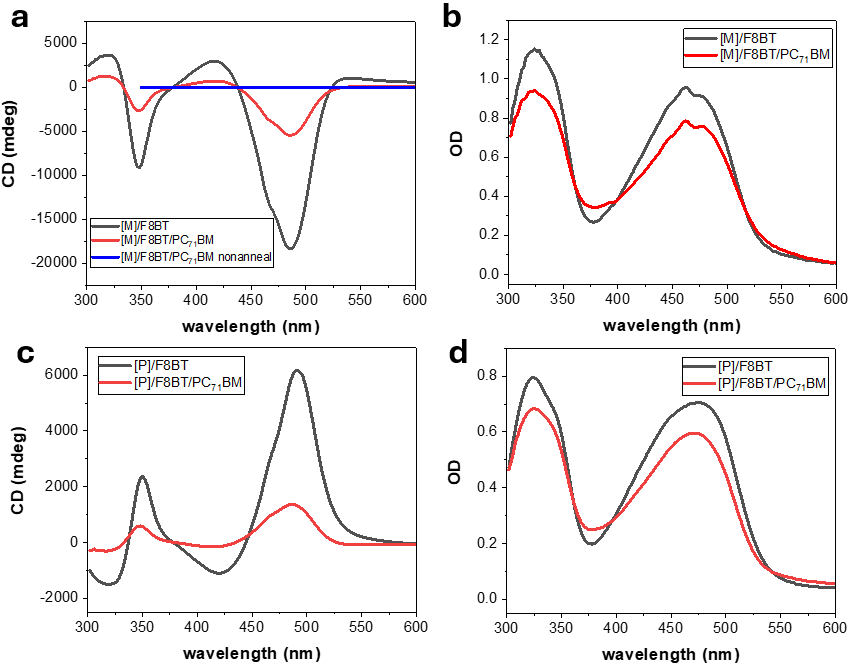 a
CD (mdeg)
5000
0
-5000
-10000
-15000
-20000
[M]/F8BT
[M]/F8BT/PC₇₁BM
[M]/F8BT/PC₇₁BM nonanneal
300 350 400 450 500 550 600
wavelength (nm)
b
OD
1.2
1.0
0.8
0.6
0.4
0.2
0.0
[M]/F8BT
[M]/F8BT/PC₇₁BM
300 350 400 450 500 550 600
wavelength (nm)
c
CD (mdeg)
6000
4000
2000
0
-2000
[P]/F8BT
[P]/F8BT/PC₇₁BM
300 350 400 450 500 550 600
wavelength (nm)
d
OD
0.8
0.6
0.4
0.2
0.0
[P]/F8BT
[P]/F8BT/PC₇₁BM
300 350 400 450 500 550 600
wavelength (nm)